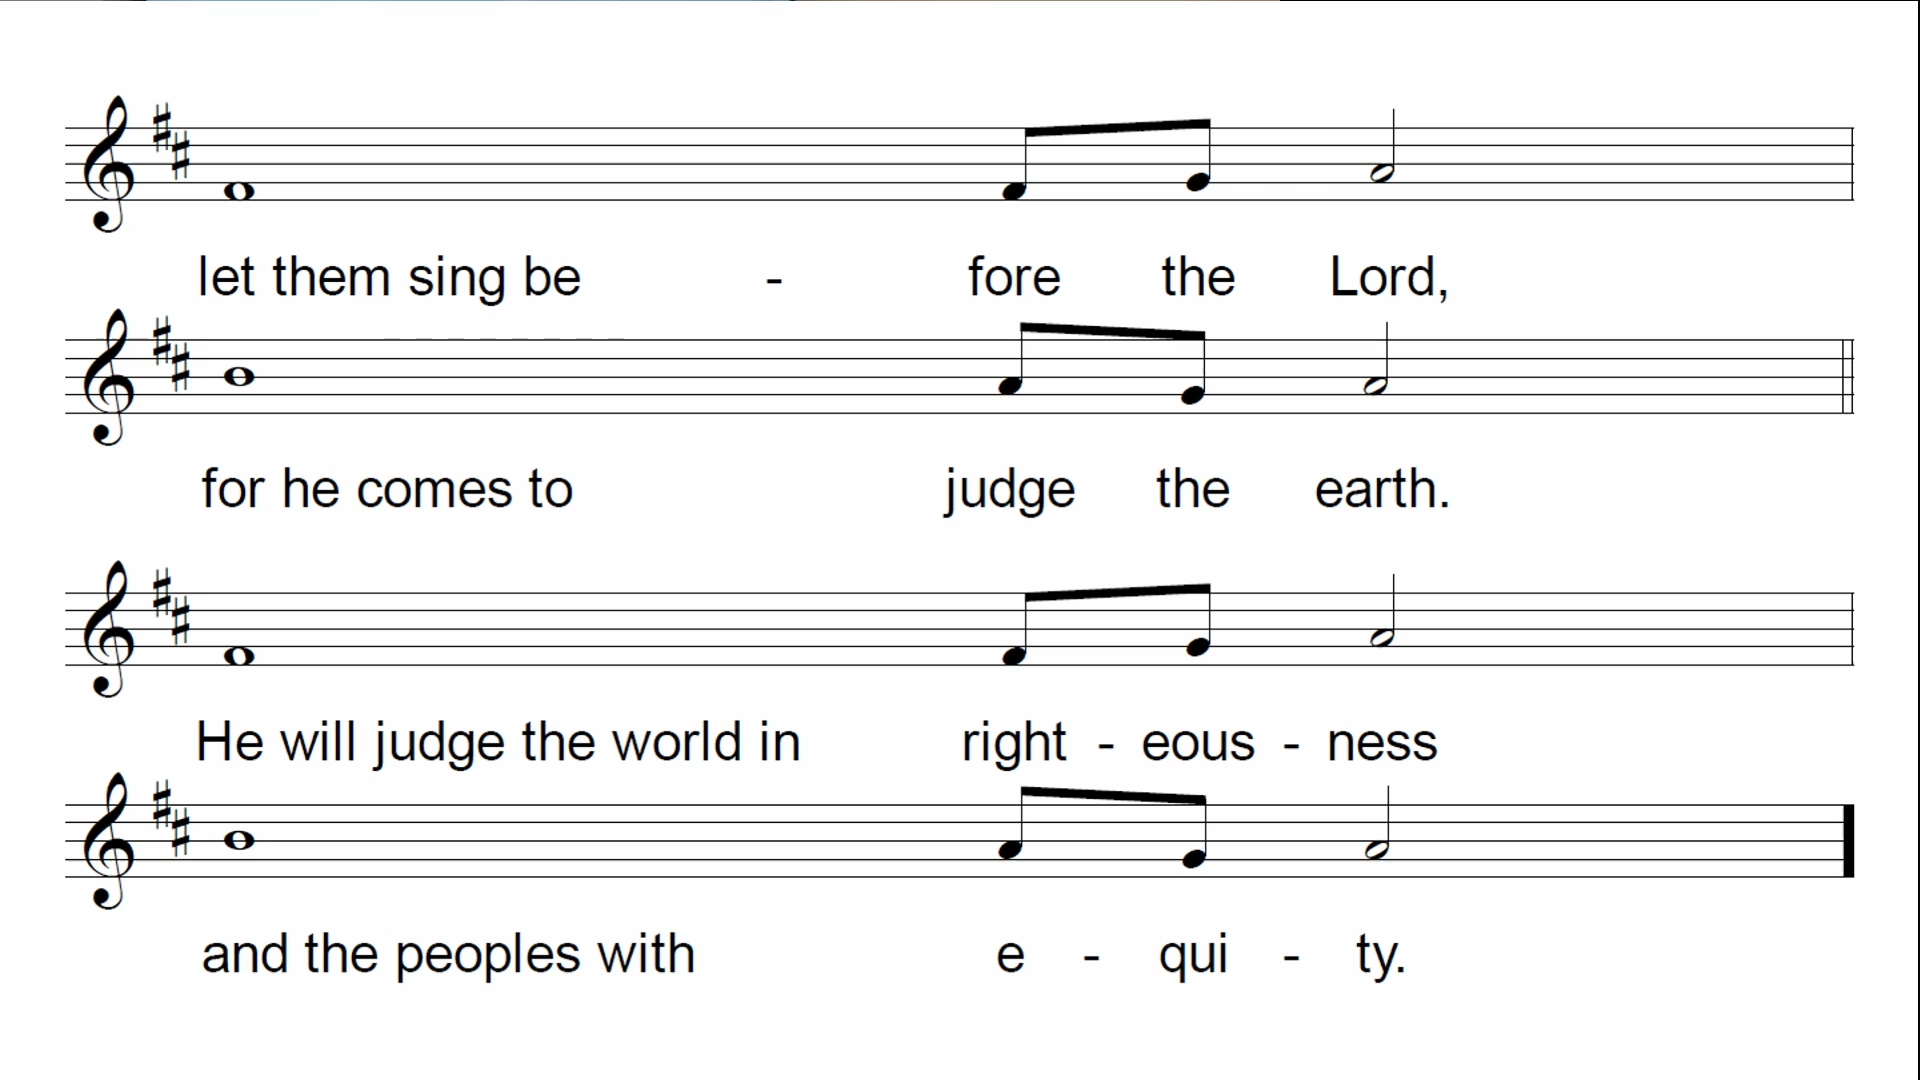 let them sing be - fore the Lord,
for he comes to judge the earth.
He will judge the world in right - eous - ness
and the peoples with e - qui - ty.